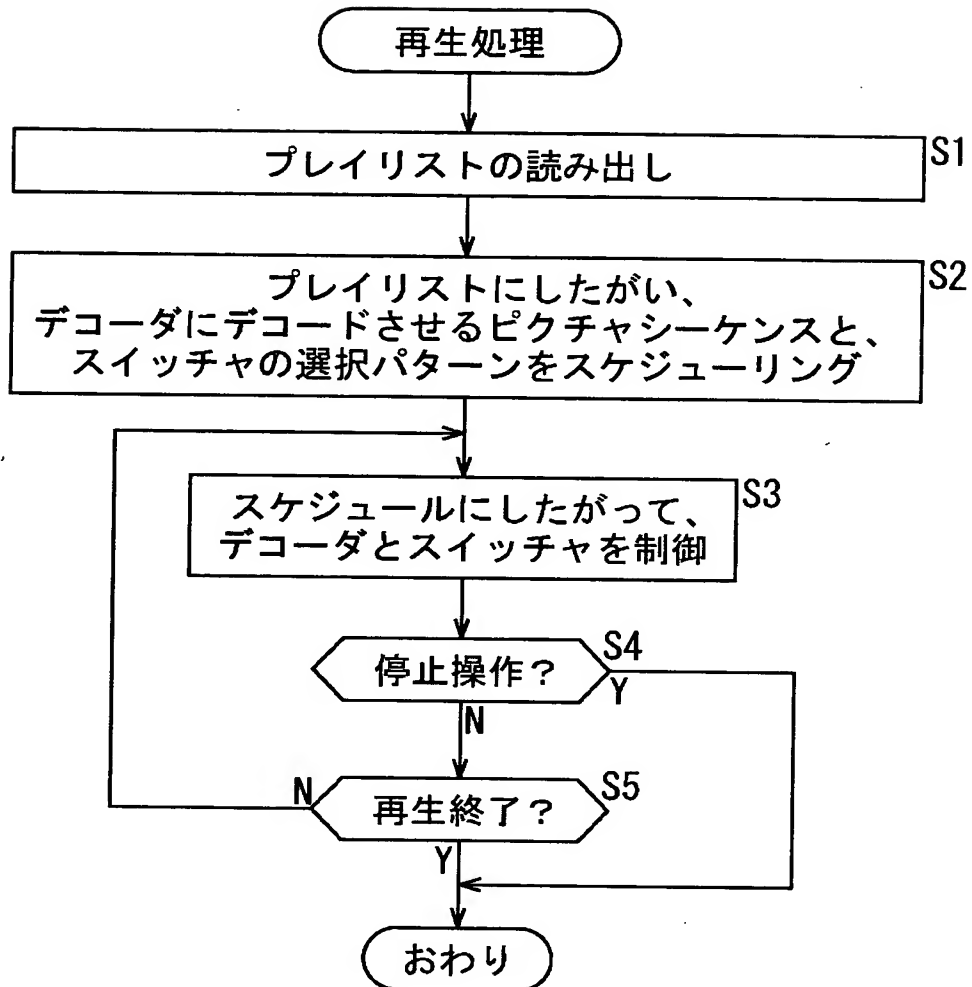 再生処理
プレイリストの読み出し
S1
プレイリストにしたがい、
デコーダにデコードさせるピクチャシーケンスと、
スイッチャの選択パターンをスケジューリング
S2
スケジュールにしたがって、
デコーダとスイッチャを制御
S3
停止操作?
S4
Y
N
再生終了?
S5
N
Y
おわり